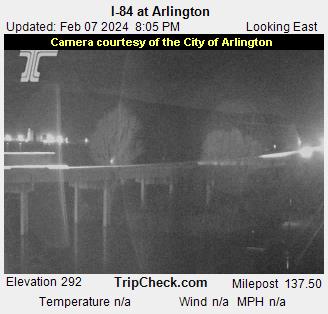 I-84 at Arlington
Updated: Feb 07 2024 8:05 PM Looking East
Camera courtesy of the City of Arlington
Elevation 292 TripCheck.com Milepost 137.50
Temperature n/a Wind n/a MPH n/a